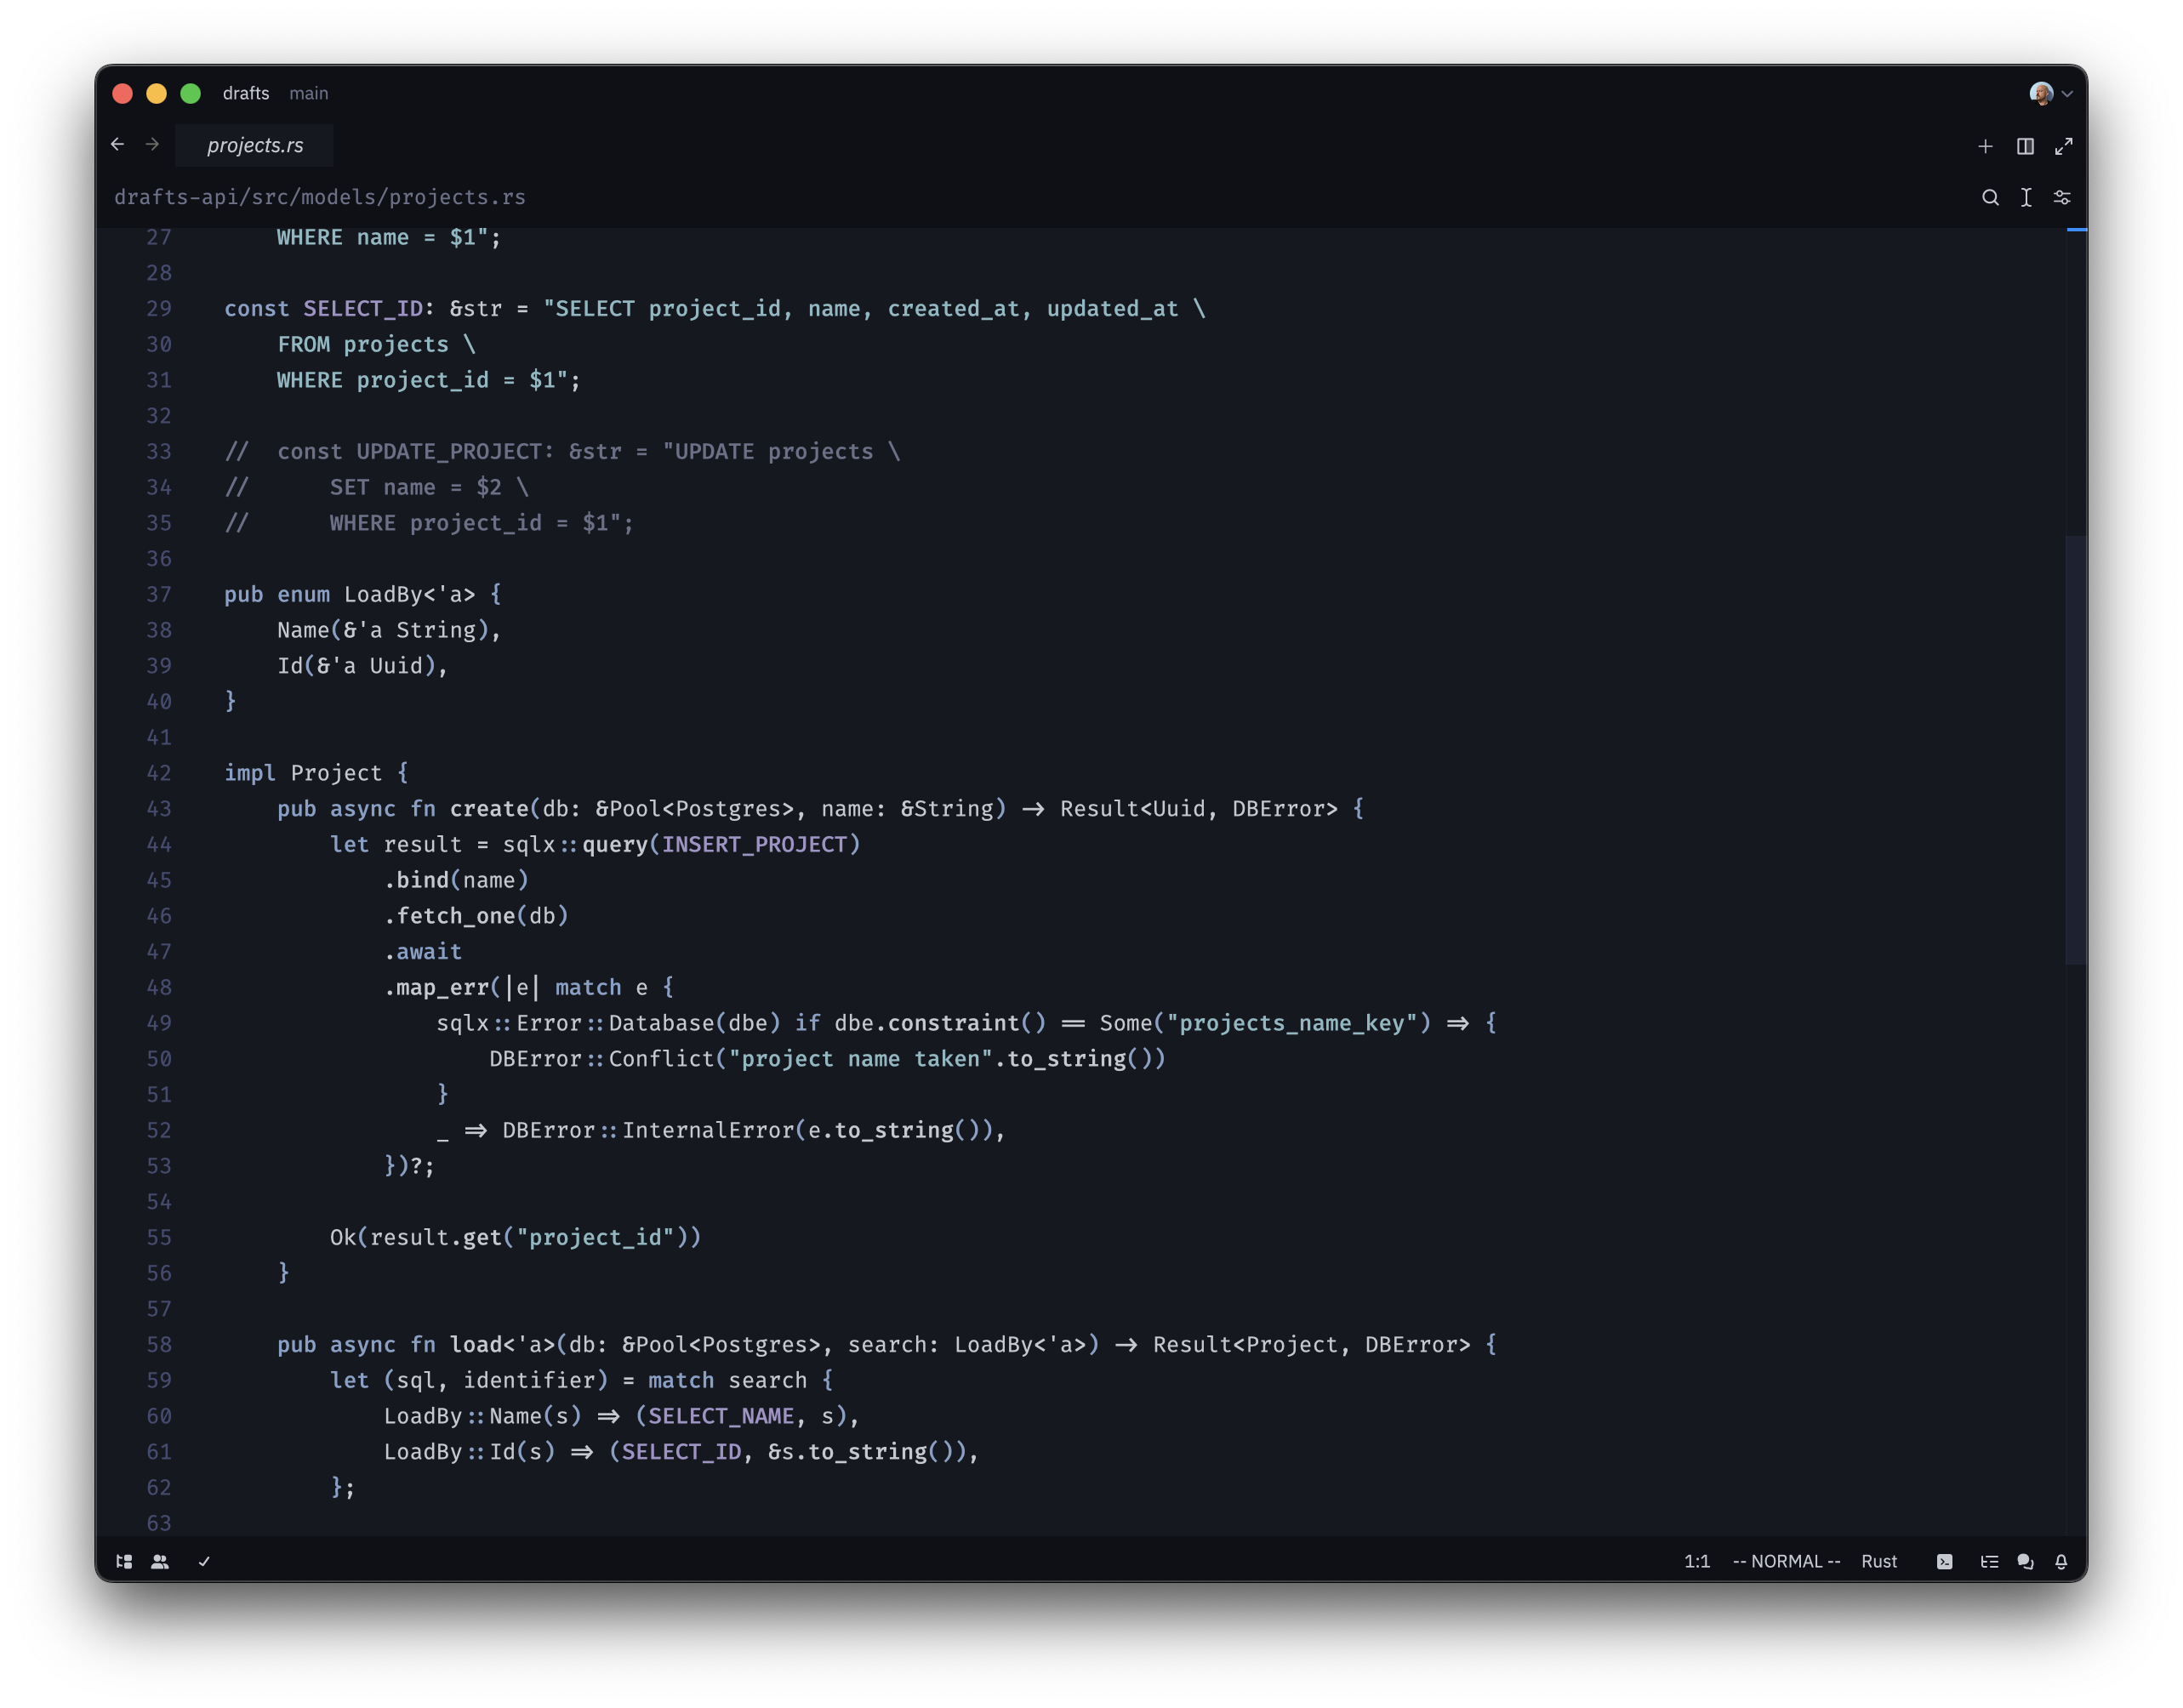 drafts main
projects.rs
drafts-api/src/models/projects.rs
27     WHERE name = $1";
28
29 const SELECT_ID: &str = "SELECT project_id, name, created_at, updated_at \
30     FROM projects \
31     WHERE project_id = $1";
32
33 //  const UPDATE_PROJECT: &str = "UPDATE projects \
34 //      SET name = $2 \
35 //      WHERE project_id = $1";
36
37 pub enum LoadBy<'a> {
38     Name(&'a String),
39     Id(&'a Uuid),
40 }
41
42 impl Project {
43     pub async fn create(db: &Pool<Postgres>, name: &String) -> Result<Uuid, DBError> {
44         let result = sqlx::query(INSERT_PROJECT)
45             .bind(name)
46             .fetch_one(db)
47             .await
48             .map_err(|e| match e {
49                 sqlx::Error::Database(dbe) if dbe.constraint() == Some("projects_name_key") => {
50                     DBError::Conflict("project name taken".to_string())
51                 }
52                 _ => DBError::InternalError(e.to_string()),
53             })?;
54
55         Ok(result.get("project_id"))
56     }
57
58     pub async fn load<'a>(db: &Pool<Postgres>, search: LoadBy<'a>) -> Result<Project, DBError> {
59         let (sql, identifier) = match search {
60             LoadBy::Name(s) => (SELECT_NAME, s),
61             LoadBy::Id(s) => (SELECT_ID, &s.to_string()),
62         };
63
1:1 -- NORMAL -- Rust